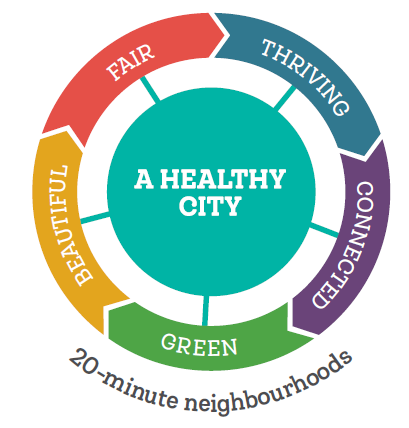 FAIR
THRIVING
CONNECTED
GREEN
BEAUTIFUL
A HEALTHY
CITY
20-minute neighbourhoods